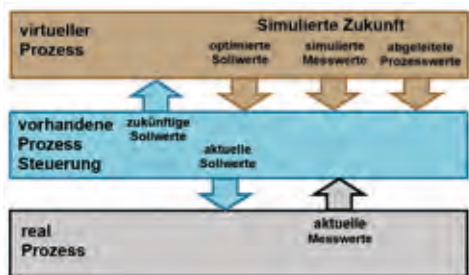 virtueller
Prozess
Simulierte Zukunft
optimierte
Sollwerte
simulierte
Messwerte
abgeleitete
Prozesswerte
vorhandene
Prozess
Steuerung
zukünftige
Sollwerte
aktuelle
Sollwerte
real
Prozess
aktuelle
Messwerte